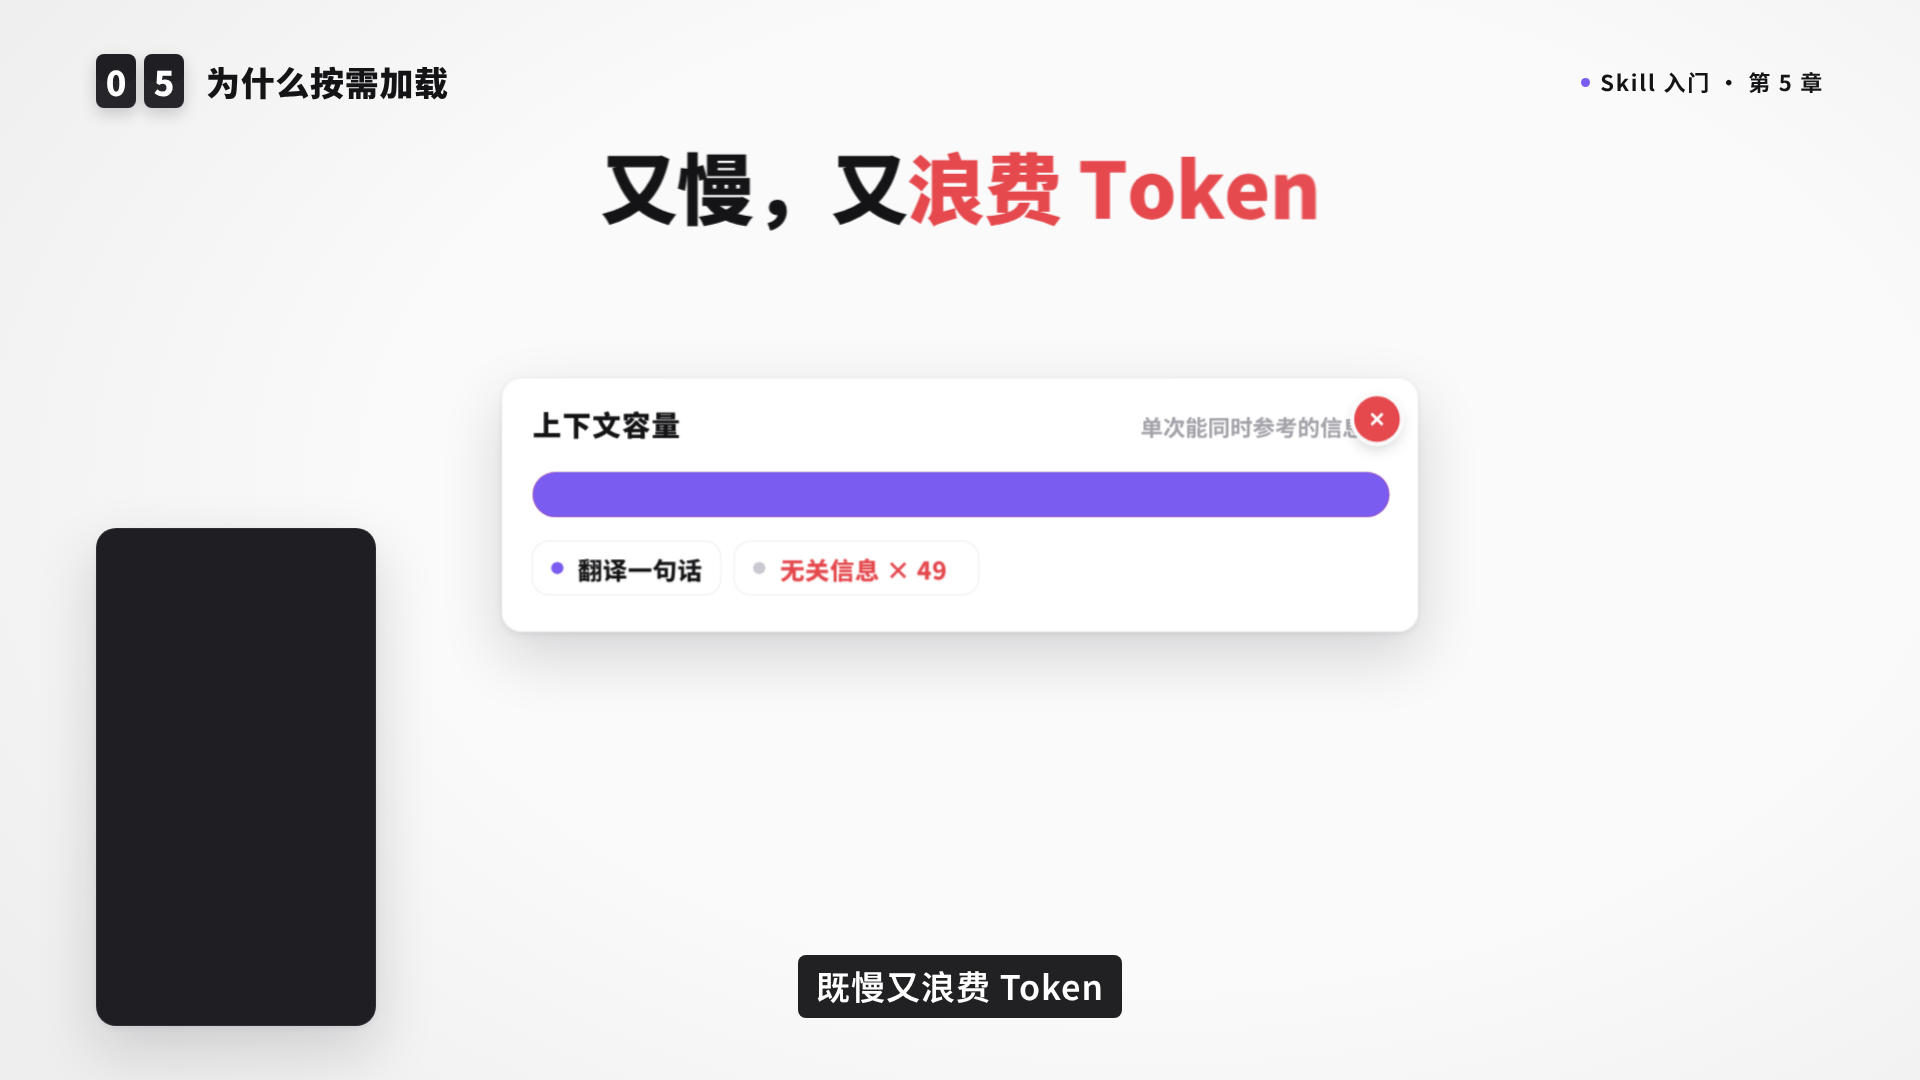 05 为什么按需加载
Skill 入门 · 第 5 章
又慢，又浪费 Token
上下文容量
单次能同时参考的信息
翻译一句话
无关信息 × 49
既慢又浪费 Token